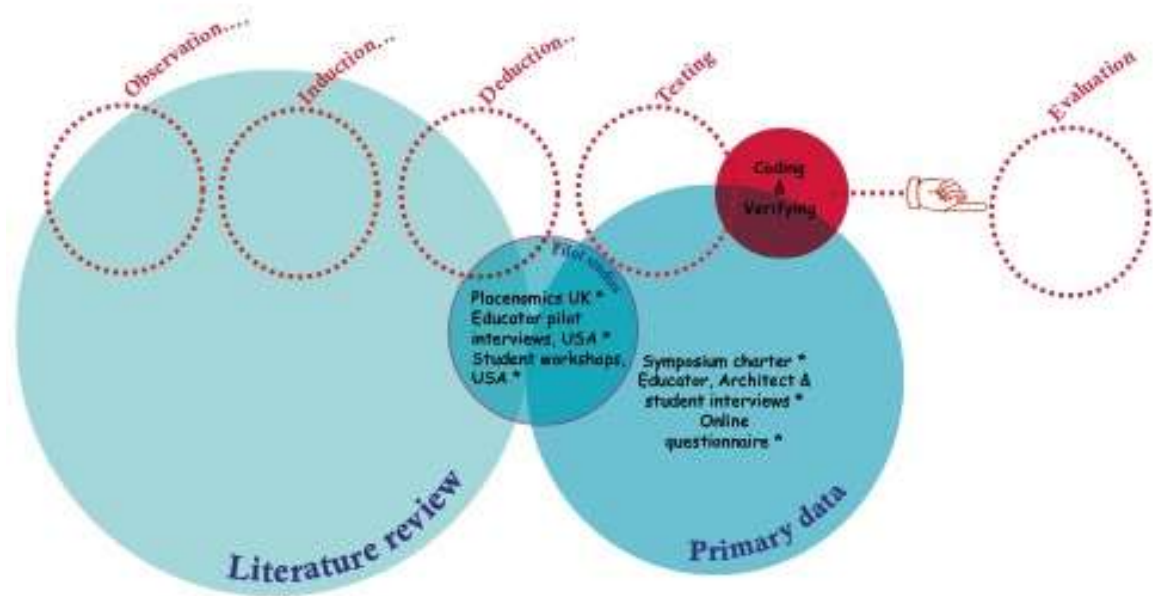 Observation....
Induction...
Deduction..
Testing
Evaluation
Coding
&
Verifying
Pilot studies
Placenomics UK *
Educator pilot
interviews, USA *
Student workshops,
USA *
Symposium charter *
Educator, Architect &
student interviews *
Online
questionnaire *
Literature review
Primary data